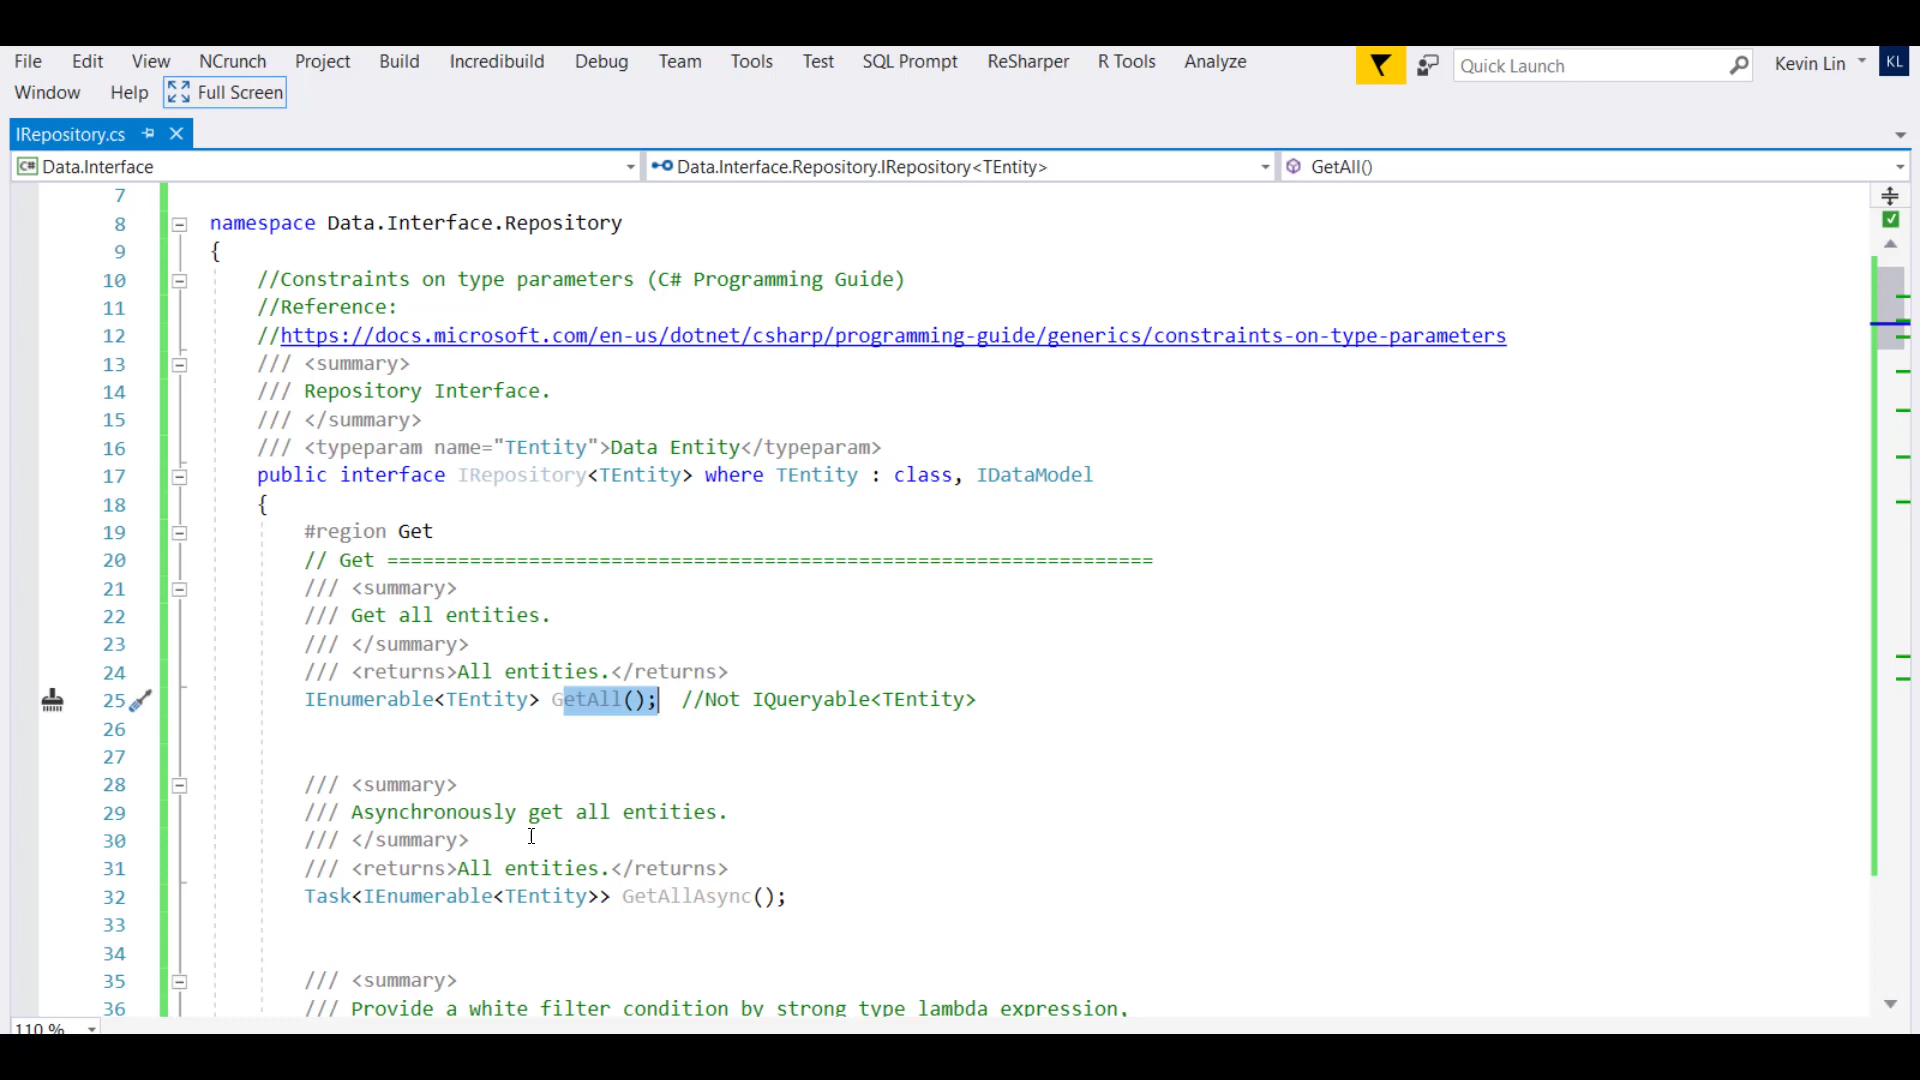 File Edit View NCrunch Project Build Incredibuild Debug Team Tools Test SQL Prompt ReSharper R Tools Analyze Quick Launch Kevin Lin KL
Window Help Full Screen
IRepository.cs
C# Data.Interface Data.Interface.Repository.IRepository<TEntity> GetAll()
7
8 namespace Data.Interface.Repository
9 {
10 //Constraints on type parameters (C# Programming Guide)
11 //Reference:
12 //https://docs.microsoft.com/en-us/dotnet/csharp/programming-guide/generics/constraints-on-type-parameters
13 /// <summary>
14 /// Repository Interface.
15 /// </summary>
16 /// <typeparam name="TEntity">Data Entity</typeparam>
17 public interface IRepository<TEntity> where TEntity : class, IDataModel
18 {
19 #region Get
20 // Get =================================================================
21 /// <summary>
22 /// Get all entities.
23 /// </summary>
24 /// <returns>All entities.</returns>
25 IEnumerable<TEntity> GetAll(); //Not IQueryable<TEntity>
26
27
28 /// <summary>
29 /// Asynchronously get all entities.
30 /// </summary>
31 /// <returns>All entities.</returns>
32 Task<IEnumerable<TEntity>> GetAllAsync();
33
34
35 /// <summary>
36 /// Provide a white filter condition by strong type lambda expression,
110 %